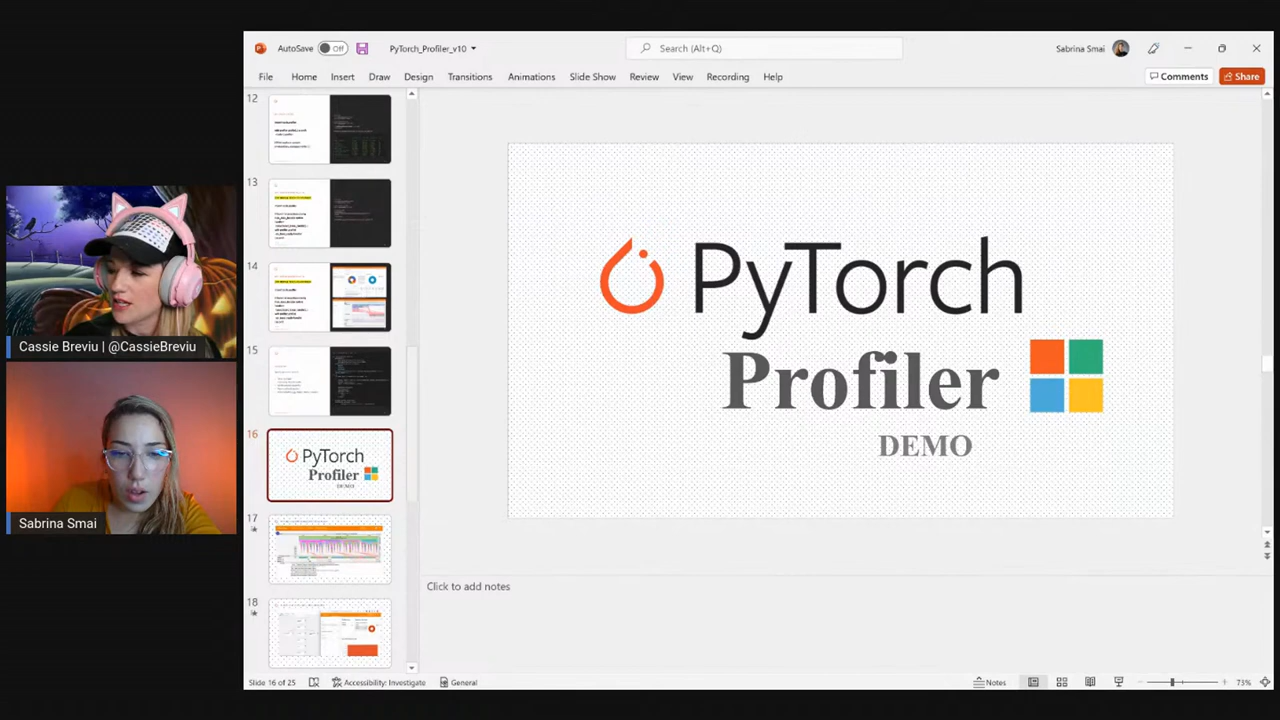 AutoSave Off PyTorch_Profiler_v10 Search (Alt+Q) Sabrina Smai
File Home Insert Draw Design Transitions Animations Slide Show Review View Recording Help Comments Share
12
13
14
15
16
PyTorch
Profiler
DEMO
17
18
PyTorch
Profiler
DEMO
Cassie Breviu | @CassieBreviu
Sabrina Smai
Click to add notes
Slide 16 of 25 Accessibility: Investigate General Notes 73%